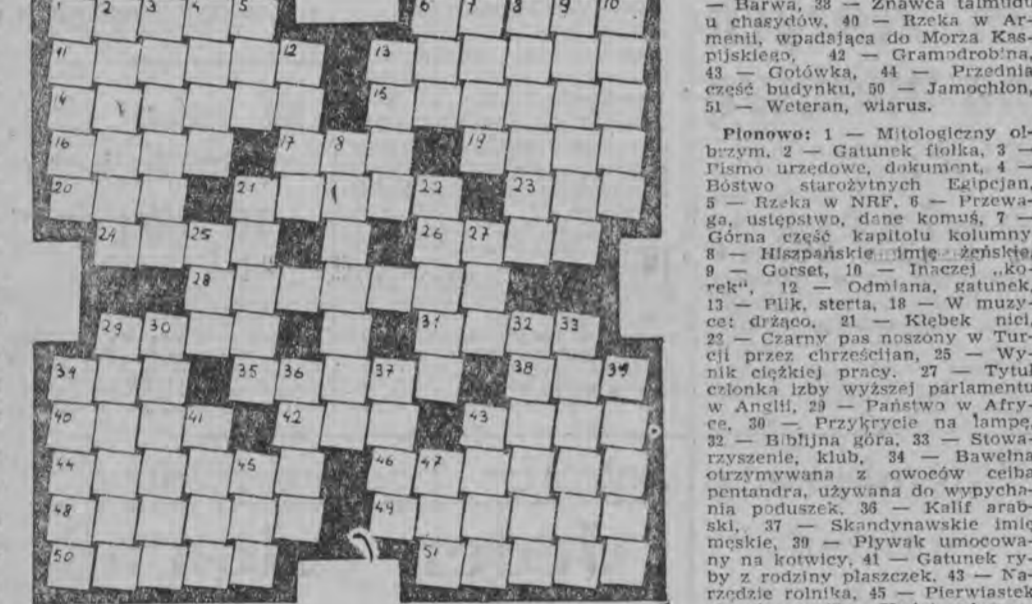 1 2 3 4 5 6 7 8 9 10
11 12 13
14 15
16 17 18 19
20 21 22 23
24 25 26 27
28
29 30 31 32 33
34 35 36 37 38 39
40 41 42 43
44 45 46 47
48 49
50 51
— Barwa, 38 — Znawca talmudu
u chasydów, 40 — Rzeka w Ar-
menii, wpadająca do Morza Kas-
pijskiego, 42 — Gramodrobina,
43 — Gotówka, 44 — Przednia
część budynku, 50 — Jamochłon,
51 — Weteran, wiarus.
Pionowo: 1 — Mitologiczny ol-
brzym, 2 — Gatunek fiołka, 3 —
Pismo urzędowe, dokument, 4 —
Bóstwo starożytnych Egipcjan,
5 — Rzeka w NRF, 6 — Przewa-
ga, ustępstwo, dane komuś, 7 —
Górna część kapitolu kolumny
8 — Hiszpańskie imię żeńskie,
9 — Gorset, 10 — Inaczej „ko-
rek", 12 — Odmiana, gatunek,
13 — Plik, sterta, 18 — W muzy-
ce: drżąco, 21 — Kłębek nici,
22 — Czarny pas noszony w Tur-
cji przez chrześcijan, 25 — Wy-
nik ciężkiej pracy. 27 — Tytuł
członka izby wyższej parlamentu
w Anglii, 29 — Państwo w Afry-
ce, 30 — Przykrycie na lampę,
32 — Biblijna góra, 33 — Stowa-
rzyszenie, klub, 34 — Bawełna
otrzymywana z owoców ceiba
pentandra, używana do wypycha-
nia poduszek, 36 — Kalif arab-
ski, 37 — Skandynawskie imię
męskie, 39 — Pływak umocowa-
ny na kotwicy, 41 — Gatunek ry-
by z rodziny płaszczek, 43 — Na-
rzędzie rolnika, 45 — Pierwiastek